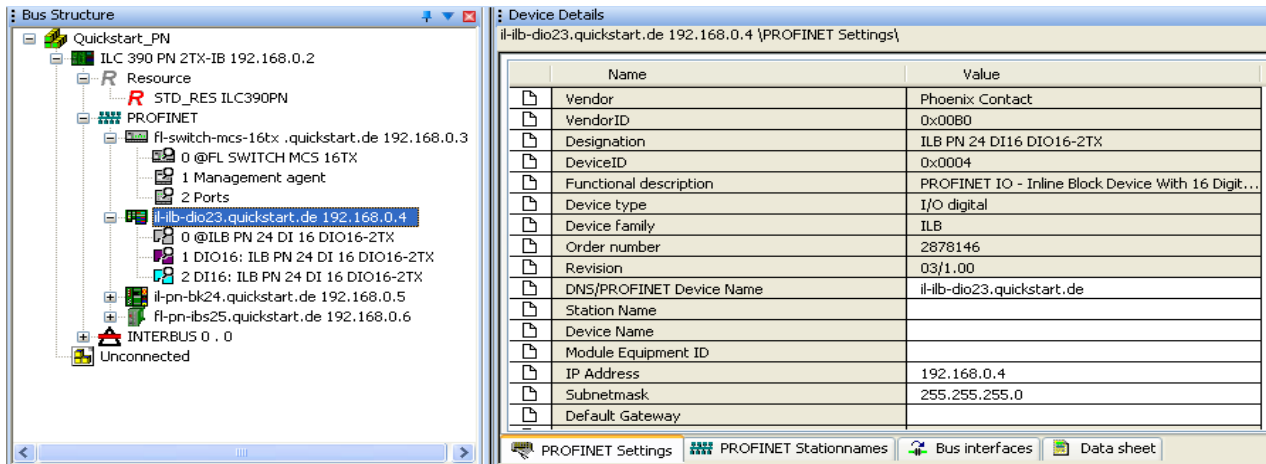 Bus Structure
Quickstart_PN
ILC 390 PN 2TX-IB 192.168.0.2
R Resource
R STD_RES ILC390PN
PROFINET
fl-switch-mcs-16tx .quickstart.de 192.168.0.3
0 @FL SWITCH MCS 16TX
1 Management agent
2 Ports
il-ilb-dio23.quickstart.de 192.168.0.4
0 @ILB PN 24 DI 16 DIO16-2TX
1 DIO16: ILB PN 24 DI 16 DIO16-2TX
2 DI16: ILB PN 24 DI 16 DIO16-2TX
il-pn-bk24.quickstart.de 192.168.0.5
fl-pn-ibs25.quickstart.de 192.168.0.6
INTERBUS 0 . 0
Unconnected
Device Details
il-ilb-dio23.quickstart.de 192.168.0.4 \PROFINET Settings\
Name Value
Vendor Phoenix Contact
VendorID 0x00B0
Designation ILB PN 24 DI16 DIO16-2TX
DeviceID 0x0004
Functional description PROFINET IO - Inline Block Device With 16 Digit...
Device type I/O digital
Device family ILB
Order number 2878146
Revision 03/1.00
DNS/PROFINET Device Name il-ilb-dio23.quickstart.de
Station Name
Device Name
Module Equipment ID
IP Address 192.168.0.4
Subnetmask 255.255.255.0
Default Gateway
PROFINET Settings PROFINET Stationnames Bus interfaces Data sheet